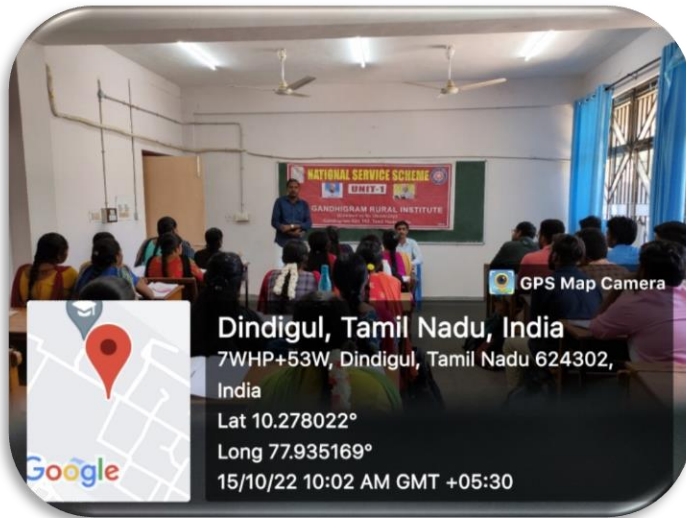 NATIONAL SERVICE SCHEME
UNIT-1
GANDHIGRAM RURAL INSTITUTE
GPS Map Camera
Dindigul, Tamil Nadu, India
7WHP+53W, Dindigul, Tamil Nadu 624302,
India
Lat 10.278022°
Long 77.935169°
15/10/22 10:02 AM GMT +05:30
Google